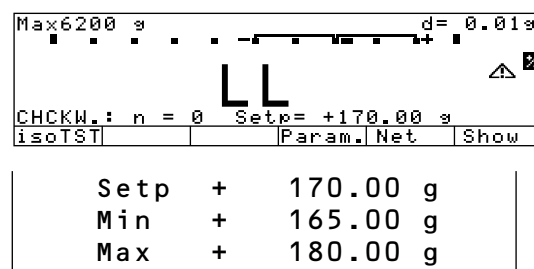 Max6200 g d= 0.01g
- +
LL
CHCKW.: n = 0 Setp= +170.00 g
isoTST Param. Net Show
Setp + 170.00 g
Min + 165.00 g
Max + 180.00 g